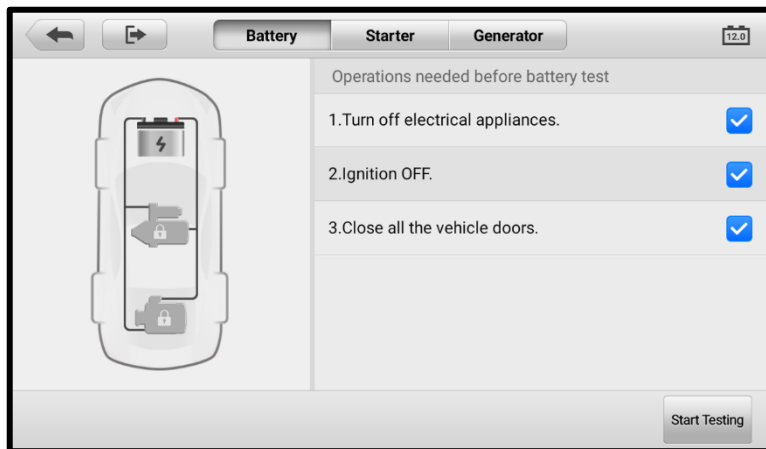 Battery
Starter
Generator
12.0
Operations needed before battery test
1.Turn off electrical appliances.
2.Ignition OFF.
3.Close all the vehicle doors.
Start Testing